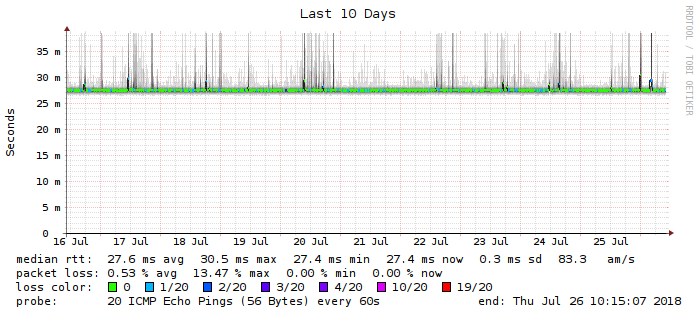 Last 10 Days
RRDTOOL / TOBI OETIKER
Seconds
35 m
30 m
25 m
20 m
15 m
10 m
5 m
0
16 Jul 17 Jul 18 Jul 19 Jul 20 Jul 21 Jul 22 Jul 23 Jul 24 Jul 25 Jul
median rtt: 27.6 ms avg 30.5 ms max 27.4 ms min 27.4 ms now 0.3 ms sd 83.3 am/s
packet loss: 0.53 % avg 13.47 % max 0.00 % min 0.00 % now
loss color: 0 1/20 2/20 3/20 4/20 10/20 19/20
probe: 20 ICMP Echo Pings (56 Bytes) every 60s end: Thu Jul 26 10:15:07 2018